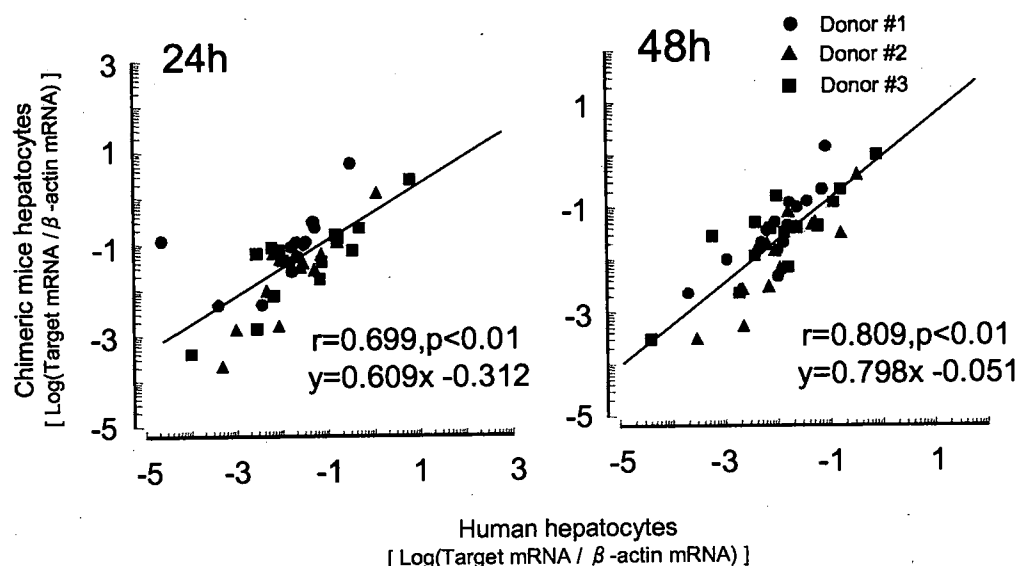 24h
3
1
-1
-3
-5
-5
-3
-1
1
3
r=0.699,p<0.01
y=0.609x -0.312
Chimeric mice hepatocytes
[ Log(Target mRNA / β -actin mRNA) ]
48h
Donor #1
Donor #2
Donor #3
1
-1
-3
-5
-5
-3
-1
1
r=0.809,p<0.01
y=0.798x -0.051
Human hepatocytes
[ Log(Target mRNA / β -actin mRNA) ]